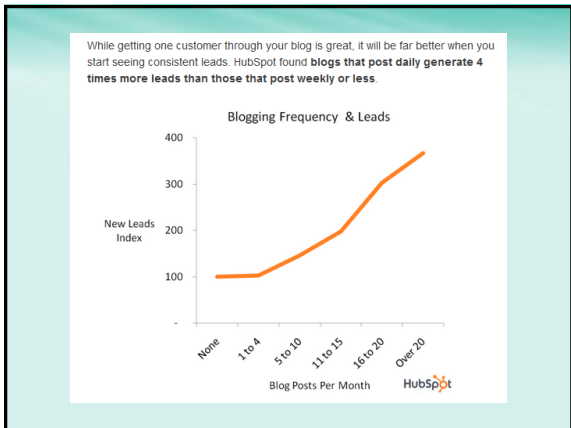 While getting one customer through your blog is great, it will be far better when you
start seeing consistent leads. HubSpot found blogs that post daily generate 4
times more leads than those that post weekly or less.
Blogging Frequency & Leads
400
300
New Leads
Index
200
100
-
None
1 to 4
5 to 10
11 to 15
16 to 20
Over 20
Blog Posts Per Month
HubSpot